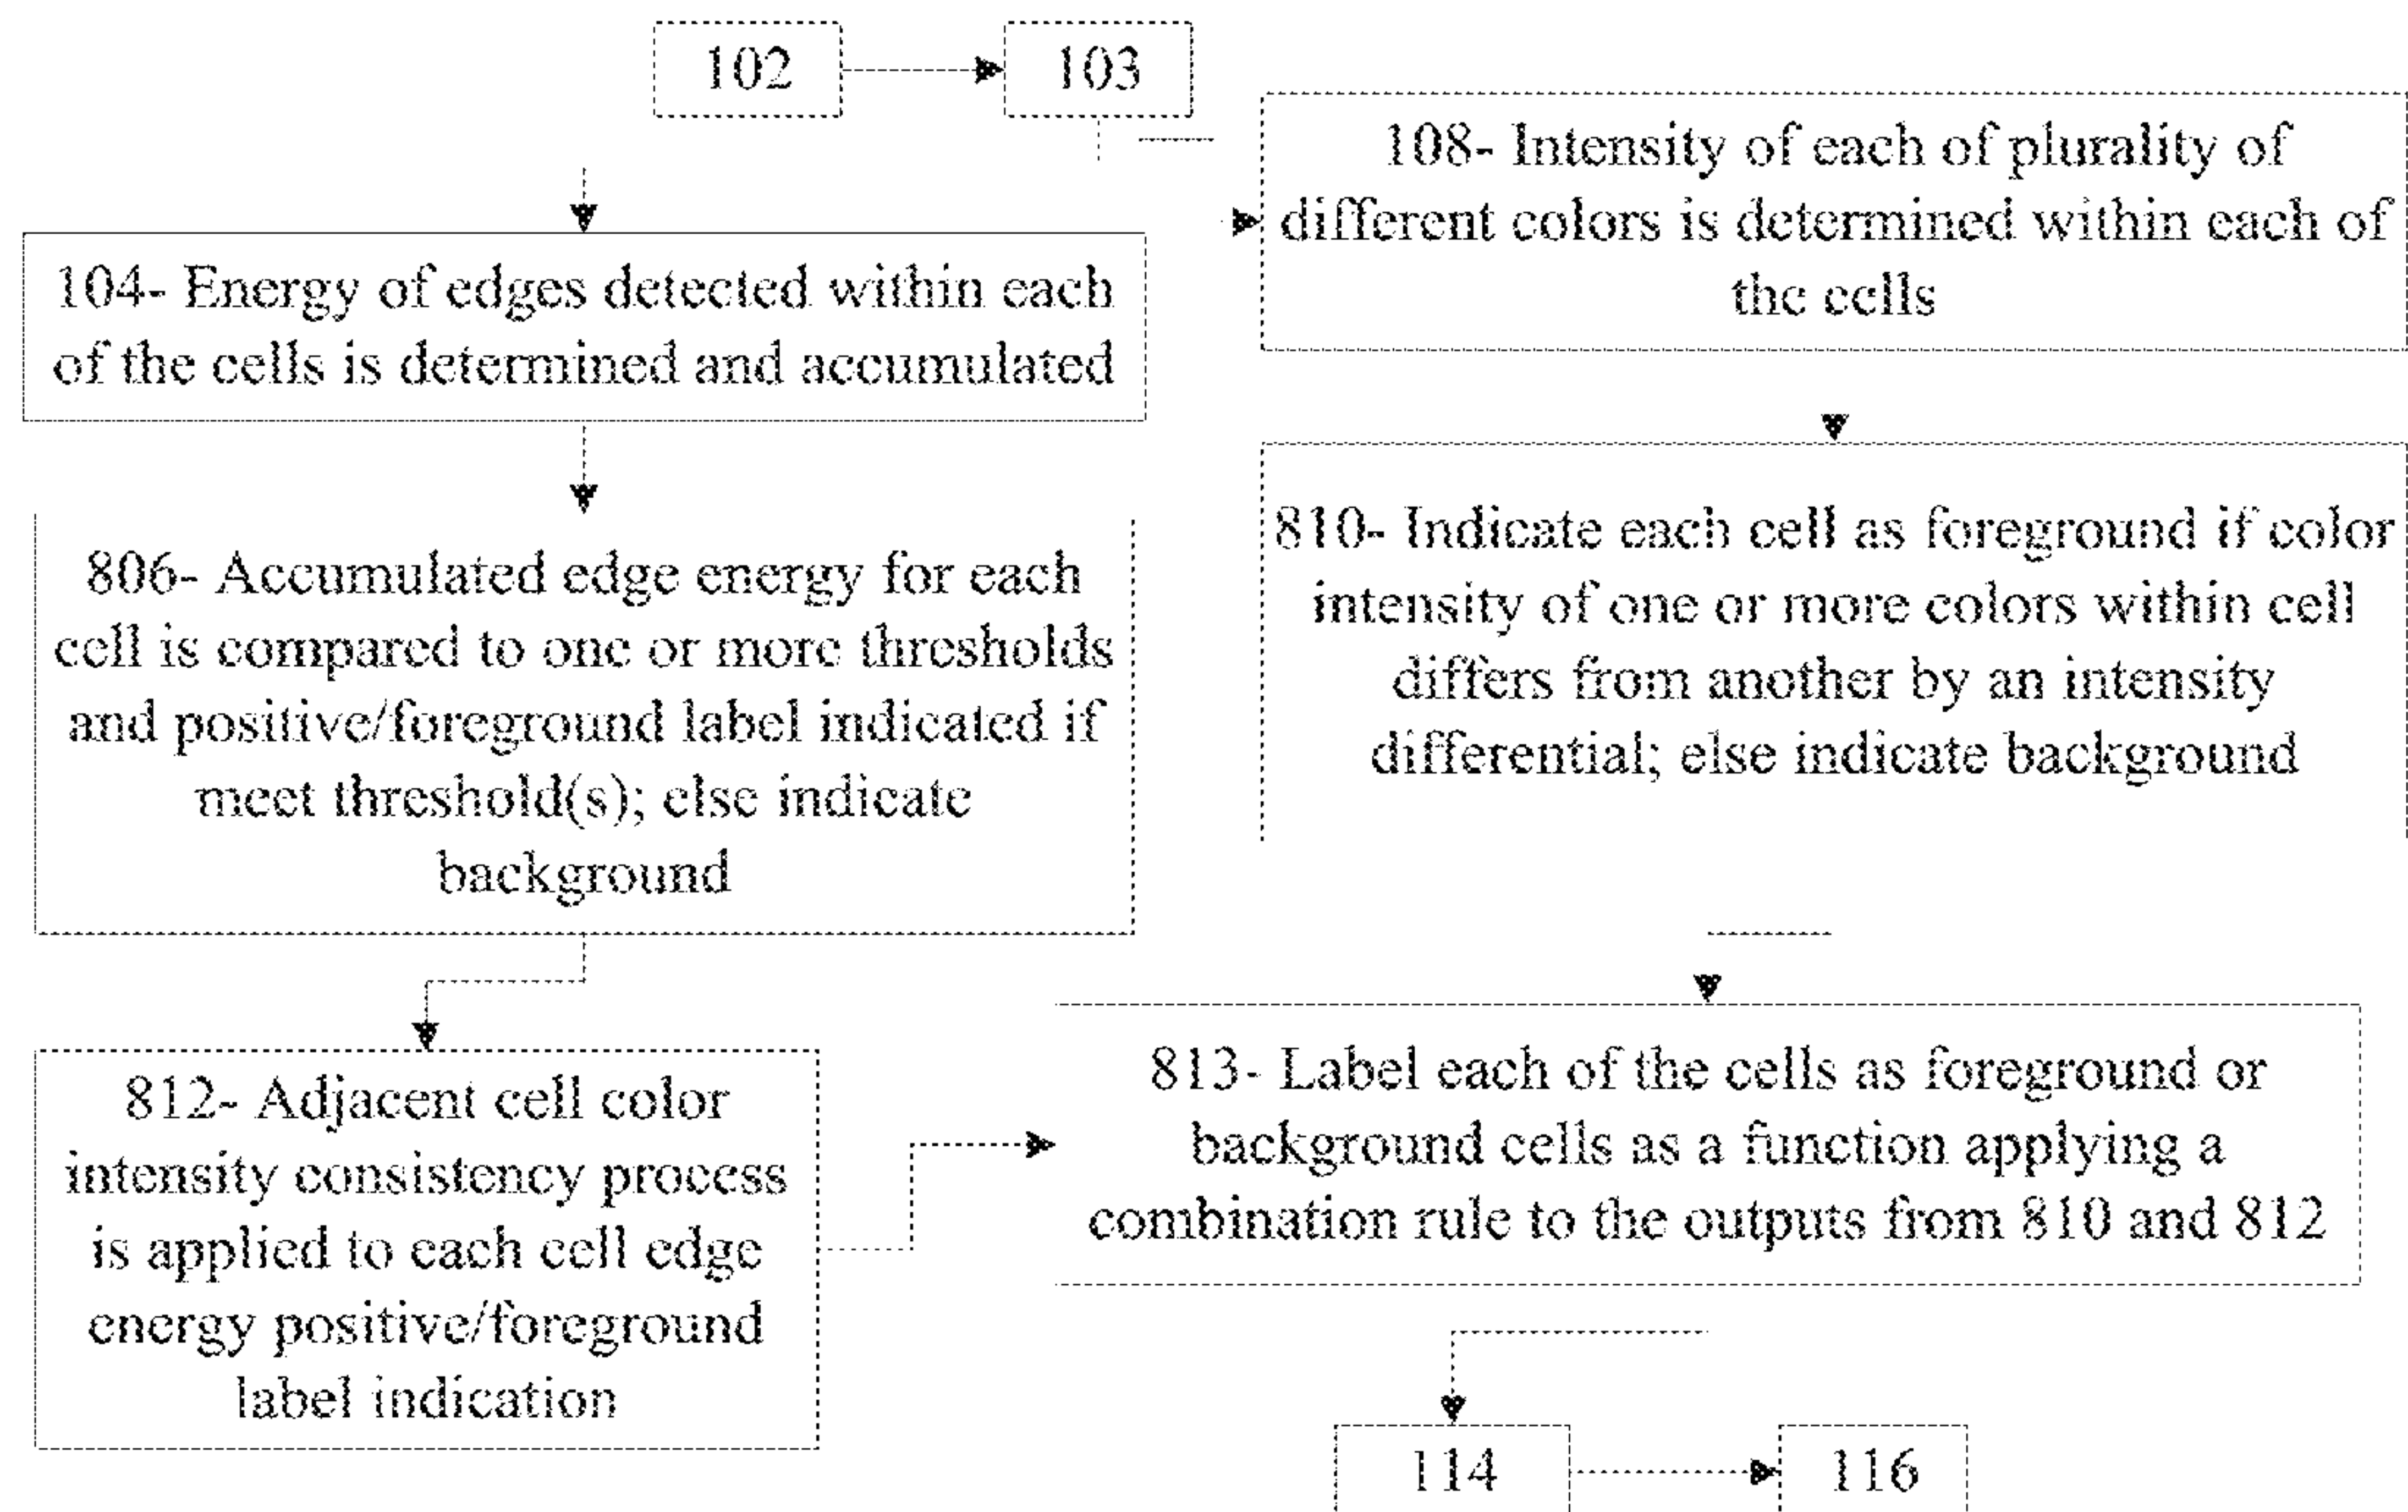 102
103
108- Intensity of each of plurality of
different colors is determined within each of
the cells
104- Energy of edges detected within each
of the cells is determined and accumulated
806- Accumulated edge energy for each
cell is compared to one or more thresholds
and positive/foreground label indicated if
meet threshold(s); else indicate
background
810- Indicate each cell as foreground if color
intensity of one or more colors within cell
differs from another by an intensity
differential; else indicate background
812- Adjacent cell color
intensity consistency process
is applied to each cell edge
energy positive/foreground
label indication
813- Label each of the cells as foreground or
background cells as a function applying a
combination rule to the outputs from 810 and 812
114
116